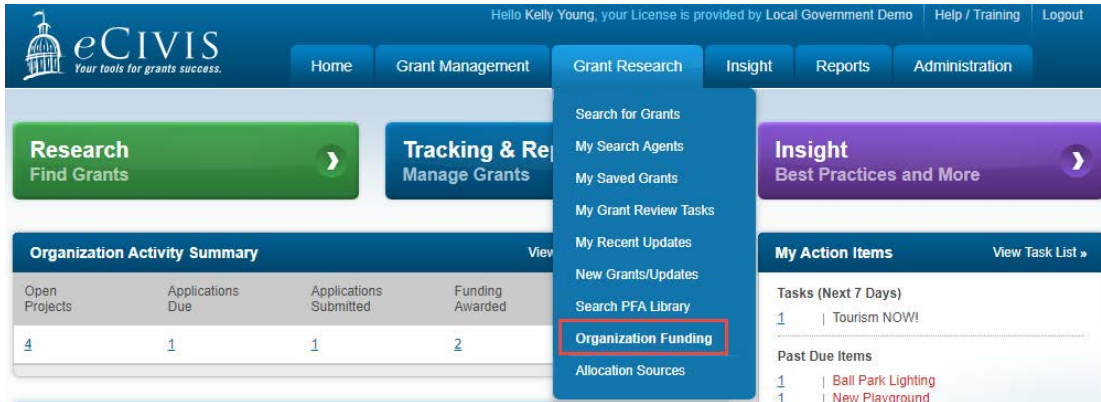 Hello Kelly Young, your License is provided by Local Government Demo Help / Training Logout
eCIVIS
Your tools for grants success.
Home Grant Management Grant Research Insight Reports Administration
Search for Grants
My Search Agents
My Saved Grants
My Grant Review Tasks
My Recent Updates
New Grants/Updates
Search PFA Library
Organization Funding
Allocation Sources
Research
Find Grants
Tracking & Rep
Manage Grants
Insight
Best Practices and More
Organization Activity Summary View
Open Projects
Applications Due
Applications Submitted
Funding Awarded
4 1 1 2
My Action Items View Task List »
Tasks (Next 7 Days)
1 | Tourism NOW!
Past Due Items
1 | Ball Park Lighting
1 | New Playground